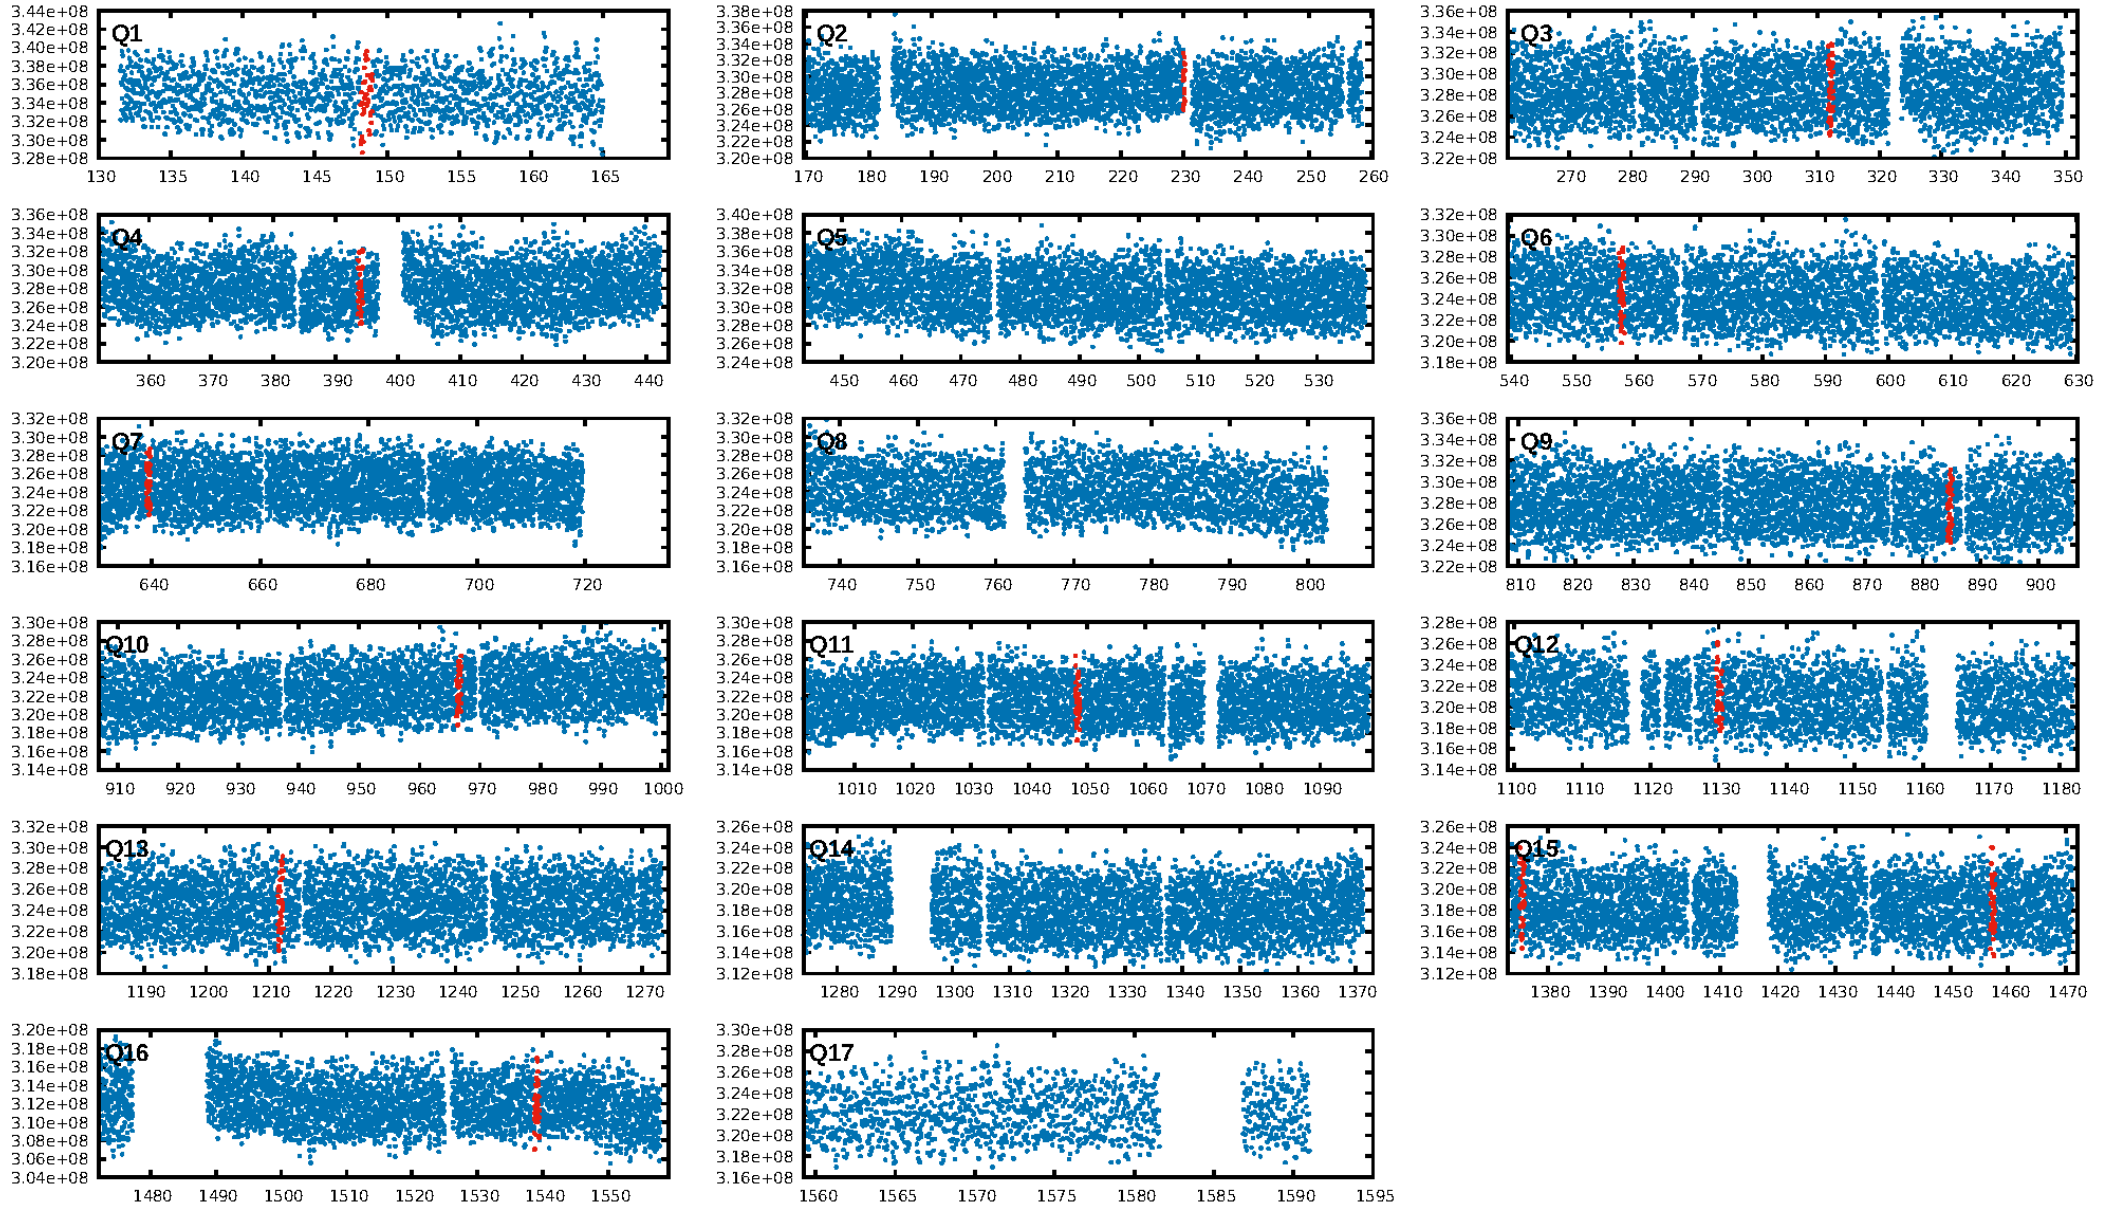 3.44e+08
3.42e+08
3.40e+08
3.38e+08
3.36e+08
3.34e+08
3.32e+08
3.30e+08
3.28e+08
Q1
130 135 140 145 150 155 160 165
3.38e+08
3.36e+08
3.34e+08
3.32e+08
3.30e+08
3.28e+08
3.26e+08
3.24e+08
3.22e+08
3.20e+08
Q2
170 180 190 200 210 220 230 240 250 260
3.36e+08
3.34e+08
3.32e+08
3.30e+08
3.28e+08
3.26e+08
3.24e+08
3.22e+08
Q3
270 280 290 300 310 320 330 340 350
3.36e+08
3.34e+08
3.32e+08
3.30e+08
3.28e+08
3.26e+08
3.24e+08
3.22e+08
3.20e+08
Q4
360 370 380 390 400 410 420 430 440
3.40e+08
3.38e+08
3.36e+08
3.34e+08
3.32e+08
3.30e+08
3.28e+08
3.26e+08
3.24e+08
Q5
450 460 470 480 490 500 510 520 530
3.32e+08
3.30e+08
3.28e+08
3.26e+08
3.24e+08
3.22e+08
3.20e+08
3.18e+08
Q6
540 550 560 570 580 590 600 610 620 630
3.32e+08
3.30e+08
3.28e+08
3.26e+08
3.24e+08
3.22e+08
3.20e+08
3.18e+08
3.16e+08
Q7
640 660 680 700 720
3.32e+08
3.30e+08
3.28e+08
3.26e+08
3.24e+08
3.22e+08
3.20e+08
3.18e+08
3.16e+08
Q8
740 750 760 770 780 790 800
3.36e+08
3.34e+08
3.32e+08
3.30e+08
3.28e+08
3.26e+08
3.24e+08
3.22e+08
Q9
810 820 830 840 850 860 870 880 890 900
3.30e+08
3.28e+08
3.26e+08
3.24e+08
3.22e+08
3.20e+08
3.18e+08
3.16e+08
3.14e+08
Q10
910 920 930 940 950 960 970 980 990 1000
3.30e+08
3.28e+08
3.26e+08
3.24e+08
3.22e+08
3.20e+08
3.18e+08
3.16e+08
3.14e+08
Q11
1010 1020 1030 1040 1050 1060 1070 1080 1090
3.28e+08
3.26e+08
3.24e+08
3.22e+08
3.20e+08
3.18e+08
3.16e+08
3.14e+08
Q12
1100 1110 1120 1130 1140 1150 1160 1170 1180
3.32e+08
3.30e+08
3.28e+08
3.26e+08
3.24e+08
3.22e+08
3.20e+08
3.18e+08
Q13
1190 1200 1210 1220 1230 1240 1250 1260 1270
3.26e+08
3.24e+08
3.22e+08
3.20e+08
3.18e+08
3.16e+08
3.14e+08
3.12e+08
Q14
1280 1290 1300 1310 1320 1330 1340 1350 1360 1370
3.26e+08
3.24e+08
3.22e+08
3.20e+08
3.18e+08
3.16e+08
3.14e+08
3.12e+08
Q15
1380 1390 1400 1410 1420 1430 1440 1450 1460 1470
3.20e+08
3.18e+08
3.16e+08
3.14e+08
3.12e+08
3.10e+08
3.08e+08
3.06e+08
3.04e+08
Q16
1480 1490 1500 1510 1520 1530 1540 1550
3.30e+08
3.28e+08
3.26e+08
3.24e+08
3.22e+08
3.20e+08
3.18e+08
3.16e+08
Q17
1560 1565 1570 1575 1580 1585 1590 1595